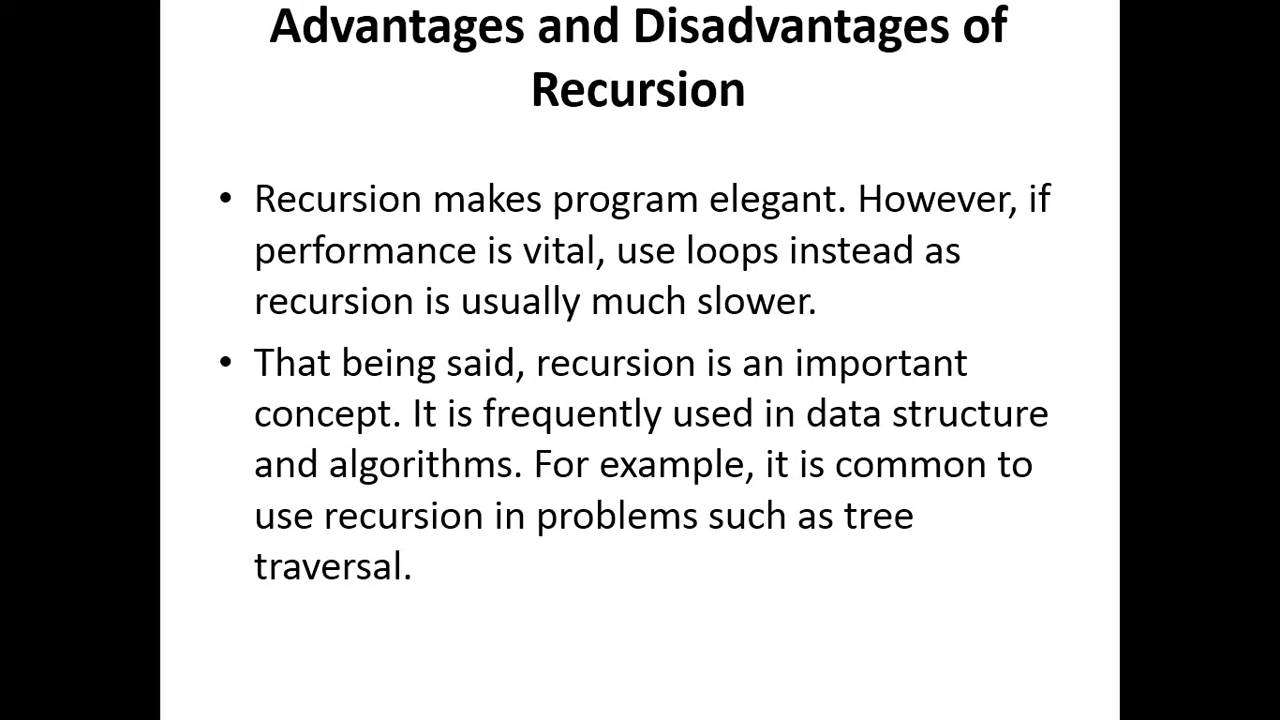 Advantages and Disadvantages of
Recursion
• Recursion makes program elegant. However, if
performance is vital, use loops instead as
recursion is usually much slower.
• That being said, recursion is an important
concept. It is frequently used in data structure
and algorithms. For example, it is common to
use recursion in problems such as tree
traversal.